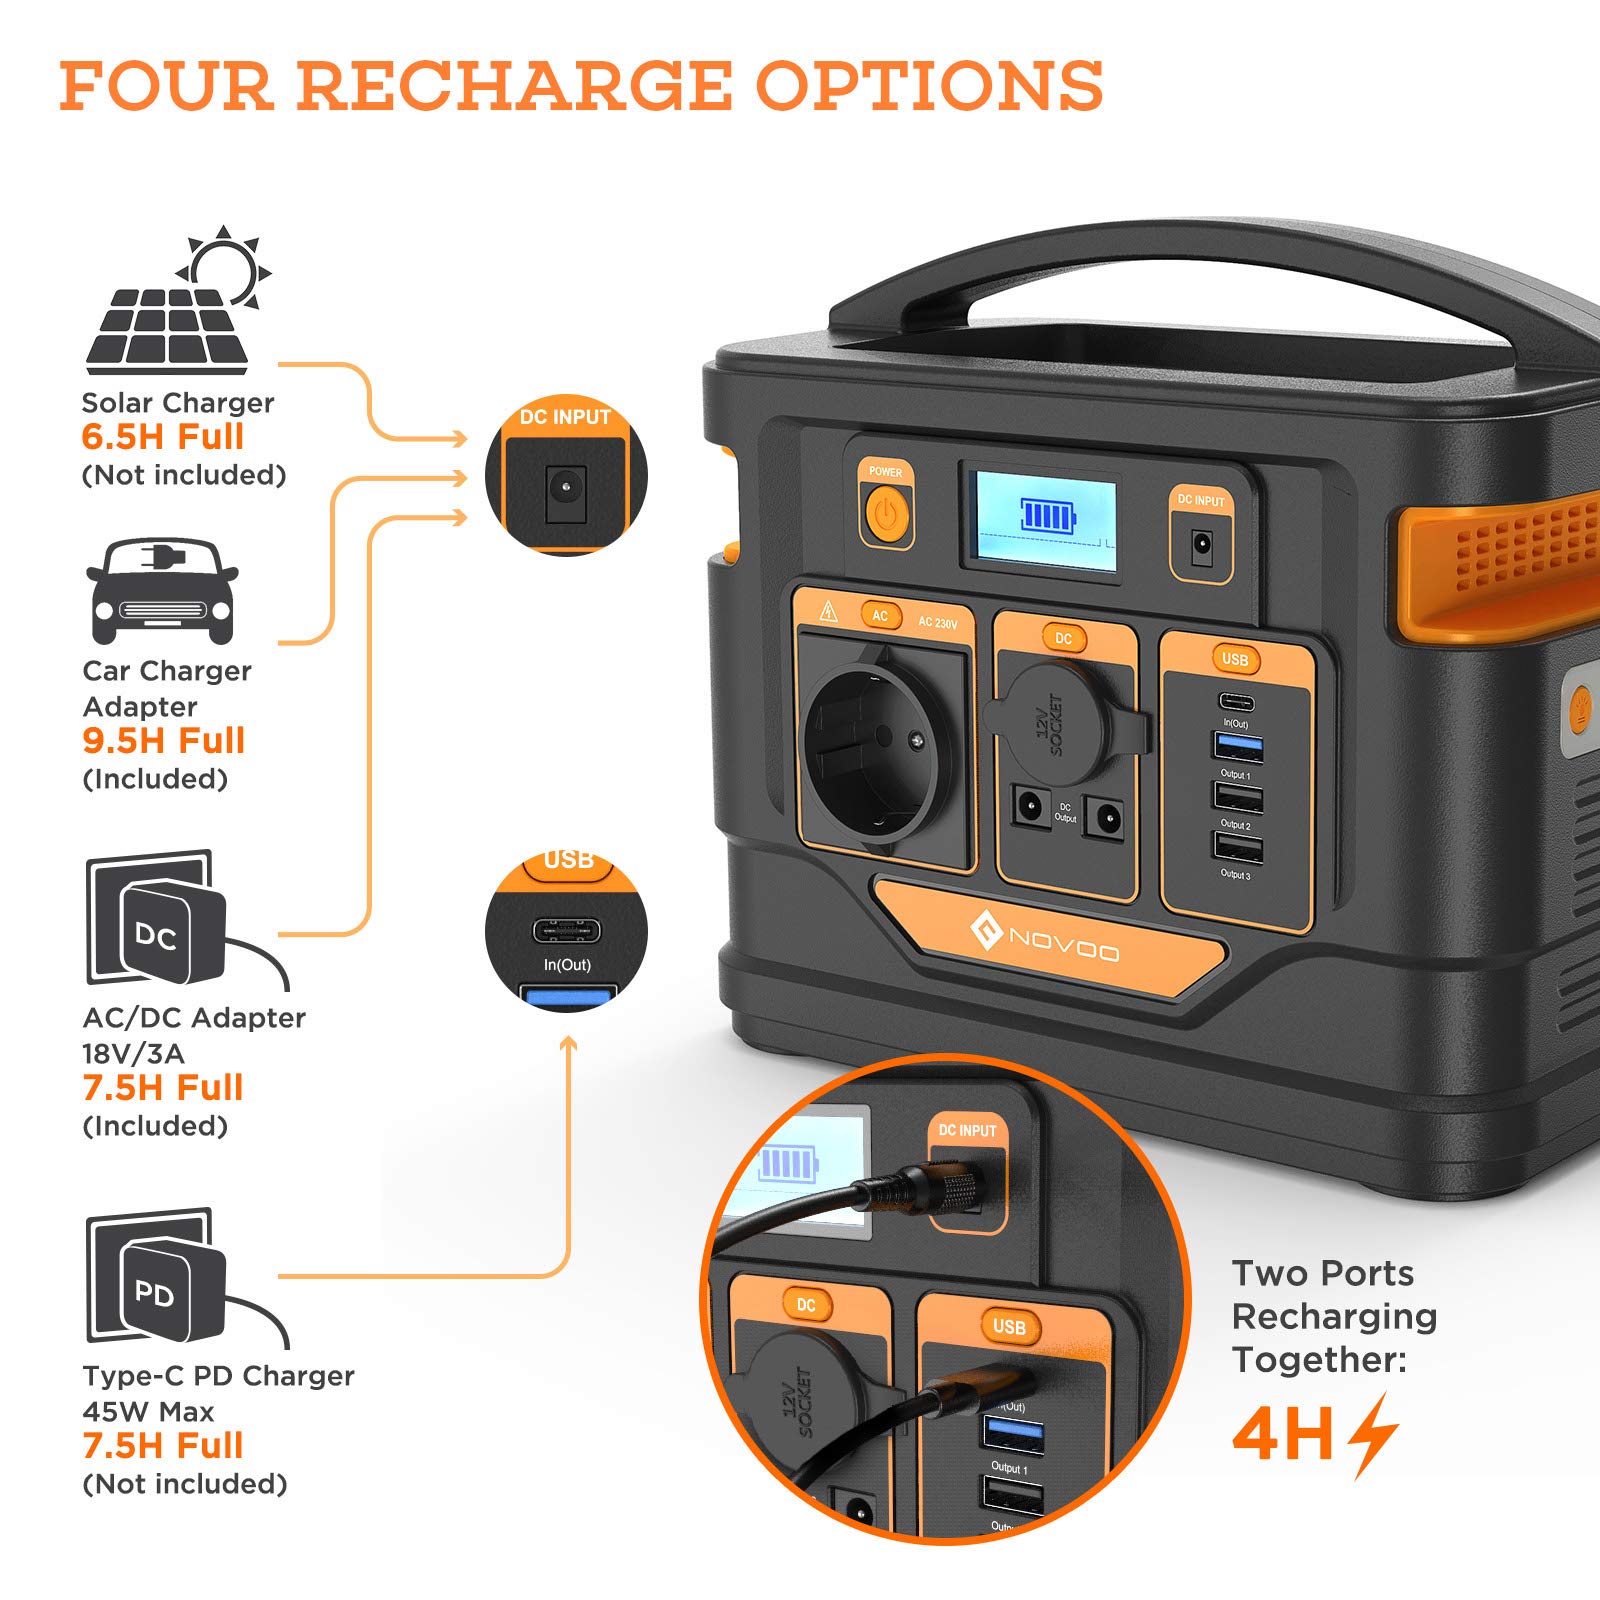 FOUR RECHARGE OPTIONS
Solar Charger
6.5H Full
(Not included)
DC INPUT
Car Charger
Adapter
9.5H Full
(Included)
DC
AC/DC Adapter
18V/3A
7.5H Full
(Included)
USB
In(Out)
PD
Type-C PD Charger
45W Max
7.5H Full
(Not included)
POWER
DC INPUT
AC
AC 230V
DC
USB
12V
SOCKET
DC
Output
In(Out)
Output 1
Output 2
Output 3
NOVOO
DC INPUT
DC
USB
12V
SOCKET
(Out)
Output 1
Two Ports
Recharging
Together:
4H